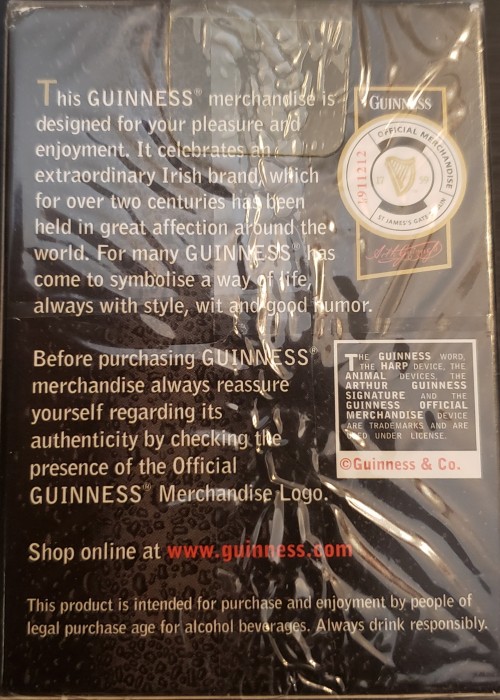 This GUINNESS® merchandise is
designed for your pleasure and
enjoyment. It celebrates an
extraordinary Irish brand, which
for over two centuries has been
held in great affection around the
world. For many GUINNESS® has
come to symbolise a way of life,
always with style, wit and good humor.
GUINNESS
OFFICIAL MERCHANDISE
1911212
17 59
ST JAMES'S GATE
Before purchasing GUINNESS®
merchandise always reassure
yourself regarding its
authenticity by checking the
presence of the Official
GUINNESS® Merchandise Logo.
THE GUINNESS WORD,
THE HARP DEVICE, THE
ANIMAL DEVICES, THE
ARTHUR GUINNESS
SIGNATURE AND THE
GUINNESS OFFICIAL
MERCHANDISE DEVICE
ARE TRADEMARKS AND ARE
USED UNDER LICENSE.
©Guinness & Co.
Shop online at www.guinness.com
This product is intended for purchase and enjoyment by people of
legal purchase age for alcohol beverages. Always drink responsibly.